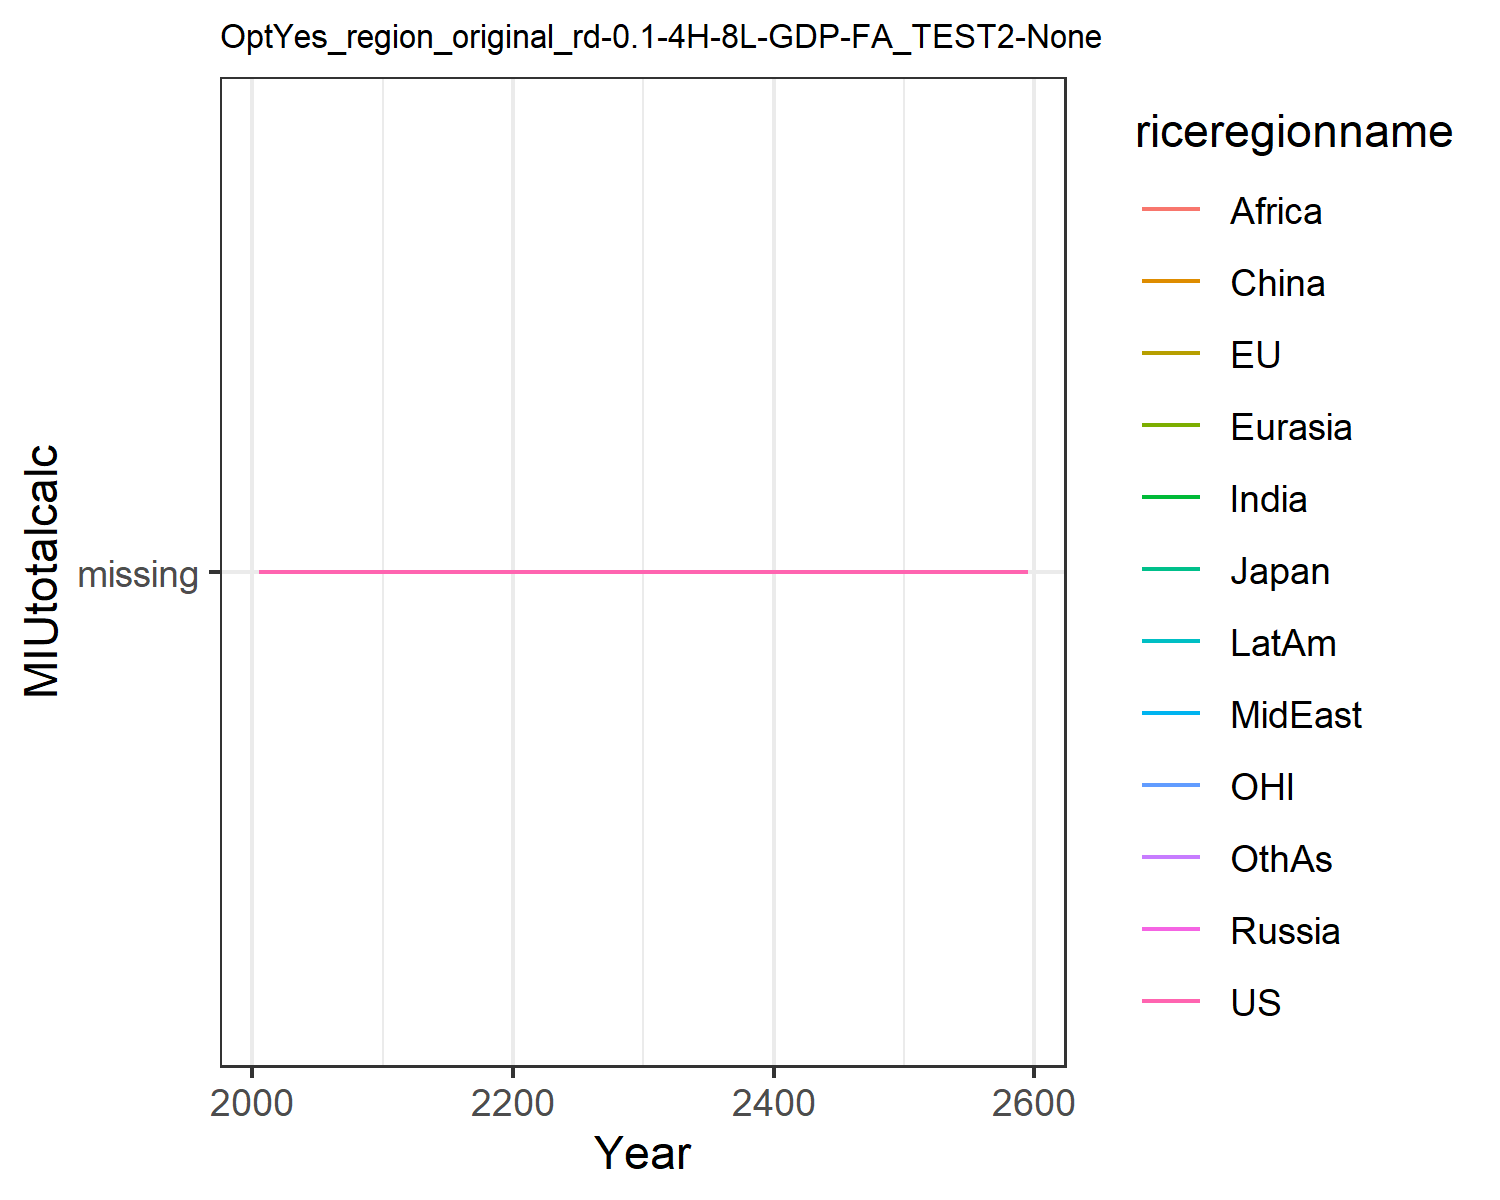 OptYes_region_original_rd-0.1-4H-8L-GDP-FA_TEST2-None
MIUtotalcalc
missing
2000
2200
2400
2600
Year
riceregionname
Africa
China
EU
Eurasia
India
Japan
LatAm
MidEast
OHI
OthAs
Russia
US